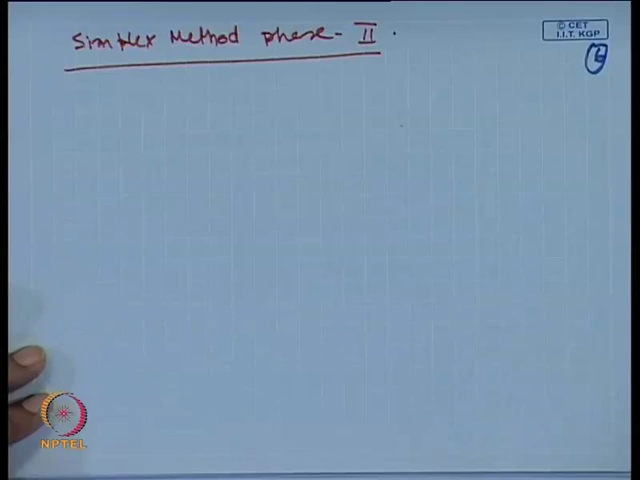 Simplex Method phase - II .
© CET
I.I.T. KGP
NPTEL